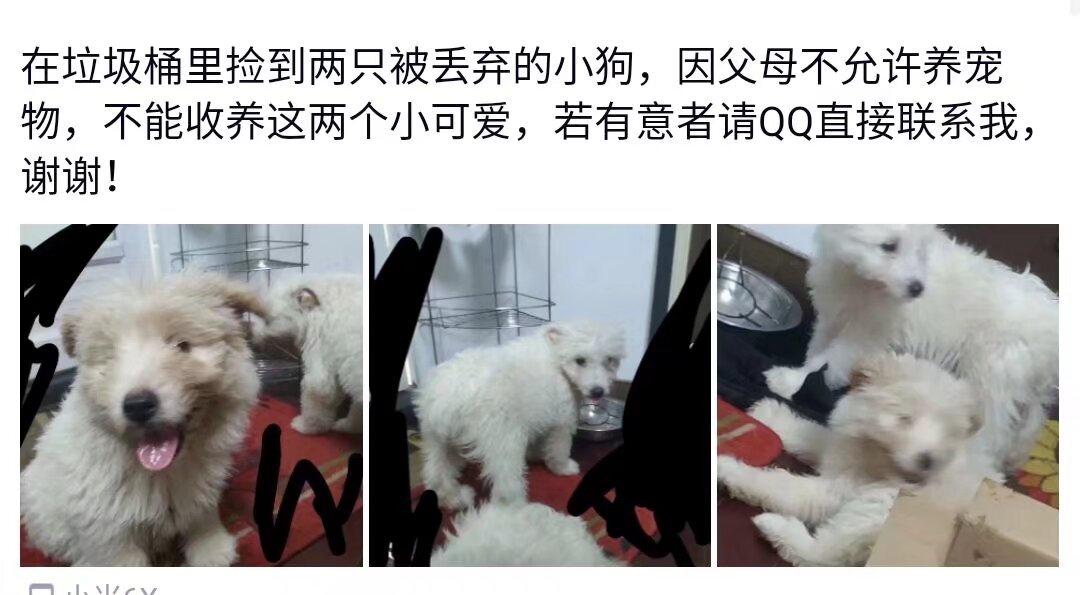 在垃圾桶里捡到两只被丢弃的小狗，因父母不允许养宠
物，不能收养这两个小可爱，若有意者请QQ直接联系我，
谢谢！